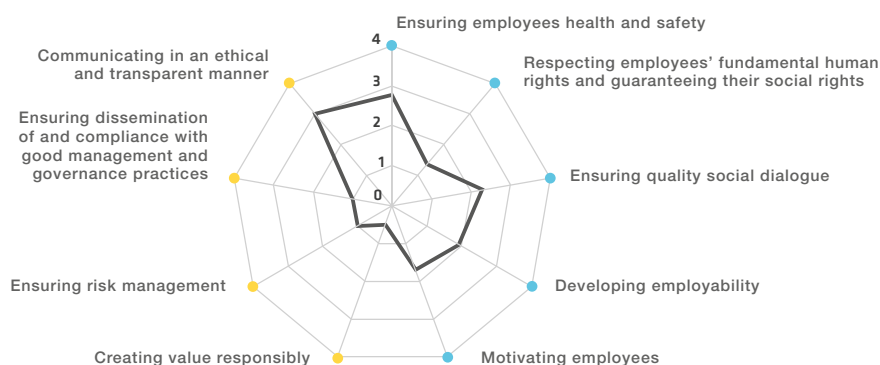 Ensuring employees health and safety
4
Communicating in an ethical
and transparent manner
Respecting employees’ fundamental human
rights and guaranteeing their social rights
3
Ensuring dissemination
of and compliance with
good management and
governance practices
2
1
Ensuring quality social dialogue
0
Ensuring risk management
Developing employability
Creating value responsibly
Motivating employees